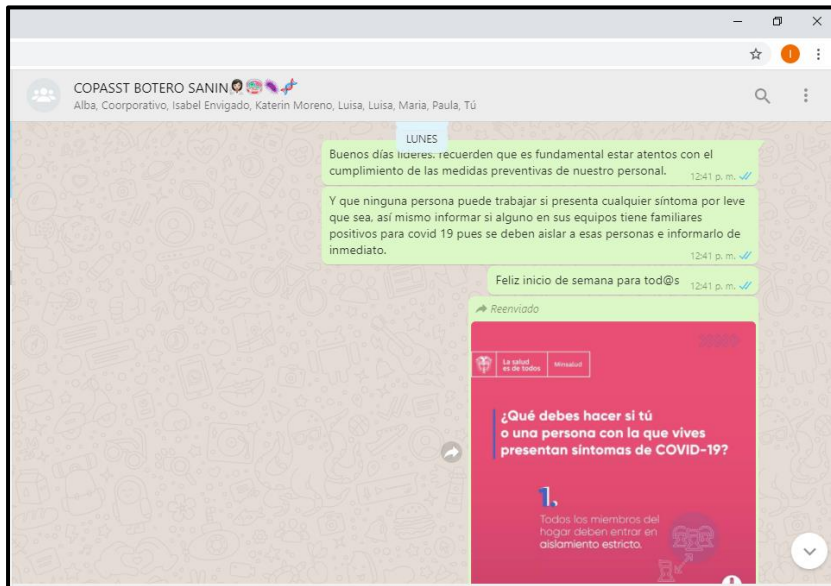 COPASST BOTERO SANIN
Alba, Coorporativo, Isabel Envigado, Katerin Moreno, Luisa, Luisa, Maria, Paula, Tú
LUNES
Buenos días líderes. recuerden que es fundamental estar atentos con el
cumplimiento de las medidas preventivas de nuestro personal.
12:41 p. m.
Y que ninguna persona puede trabajar si presenta cualquier síntoma por leve
que sea, así mismo informar si alguno en sus equipos tiene familiares
positivos para covid 19 pues se deben aislar a esas personas e informarlo de
inmediato.
12:41 p. m.
Feliz inicio de semana para tod@s
12:41 p. m.
Reenviado
La salud
es de todos
Minsalud
¿Qué debes hacer si tú
o una persona con la que vives
presentan síntomas de COVID-19?
1.
Todos los miembros del
hogar deben entrar en
aislamiento estricto.